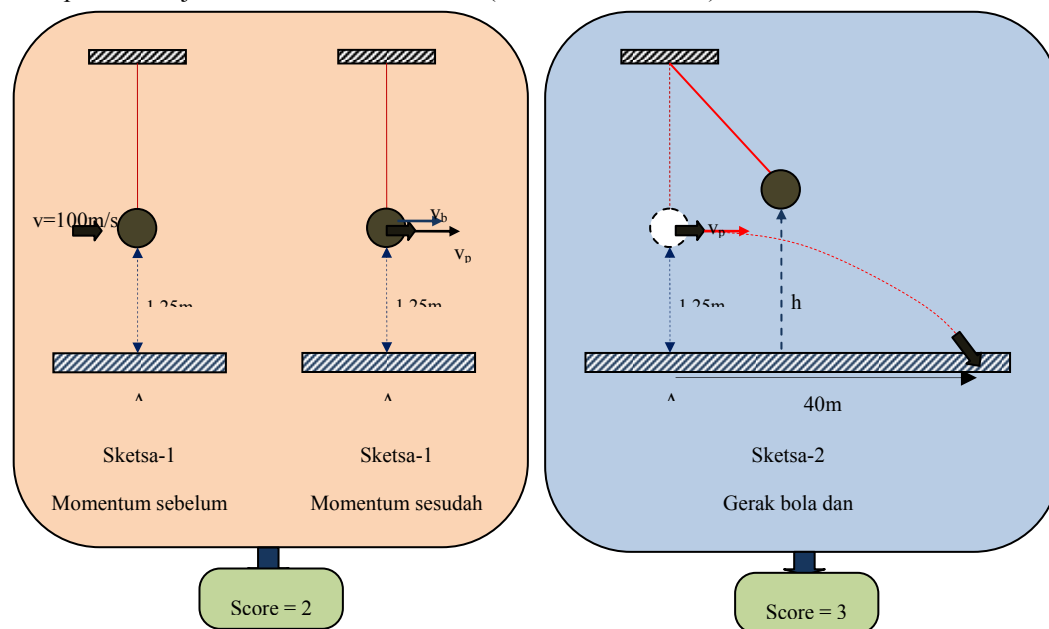 v=100m/s
v_b
v_p
1.25m
1.25m
Sketsa-1
Sketsa-1
Momentum sebelum
Momentum sesudah
Score = 2
v_p
1.25m
h
40m
Sketsa-2
Gerak bola dan
Score = 3